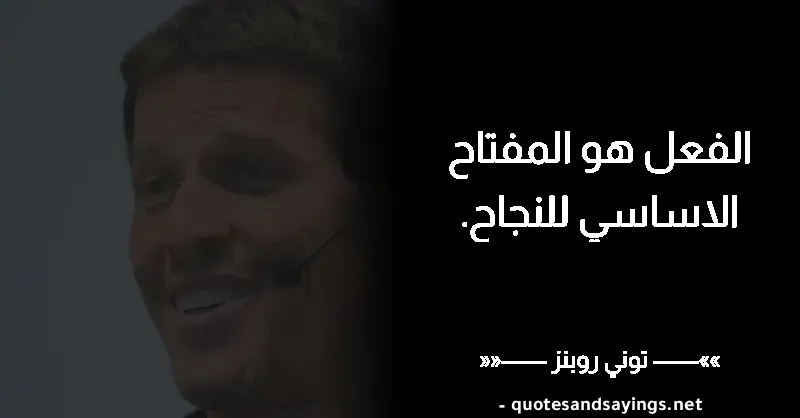 الفعل هو المفتاح
الاساسي للنجاح.
»»—— توني روبنز ——««
- quotesandsayings.net